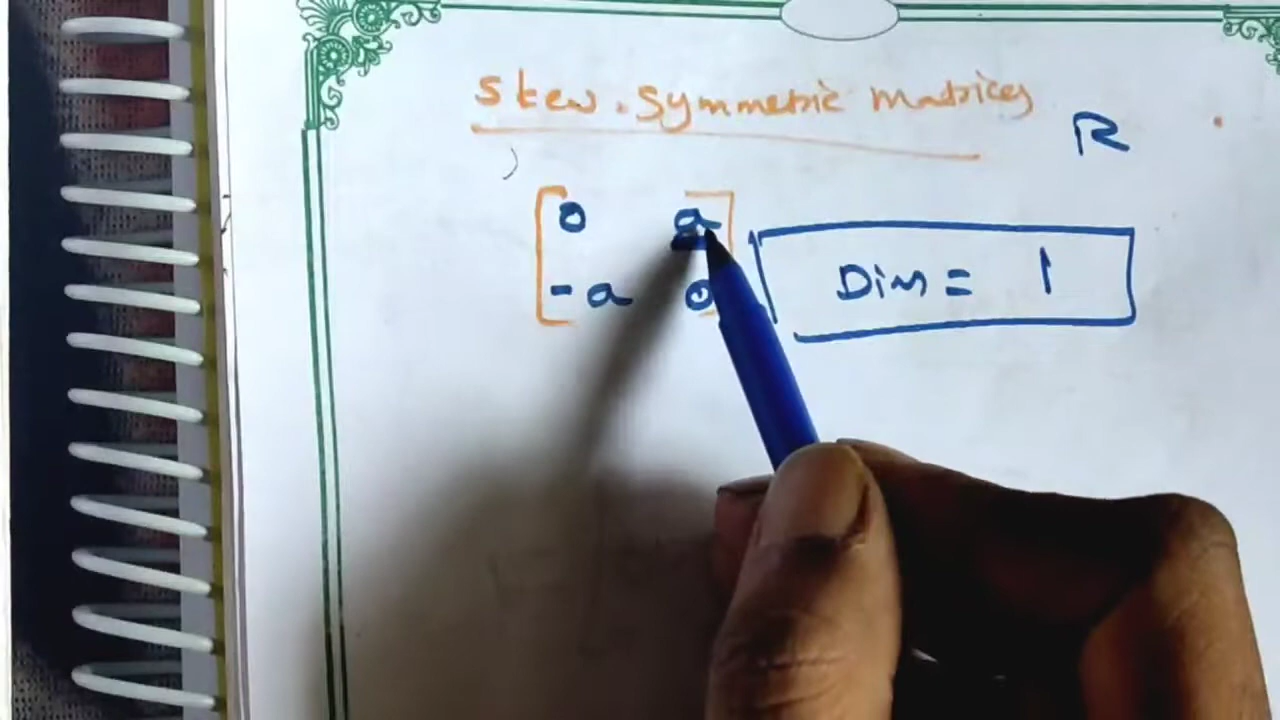 Skew. Symmetric Matrices
R
0 a
-a 0
Dim = 1